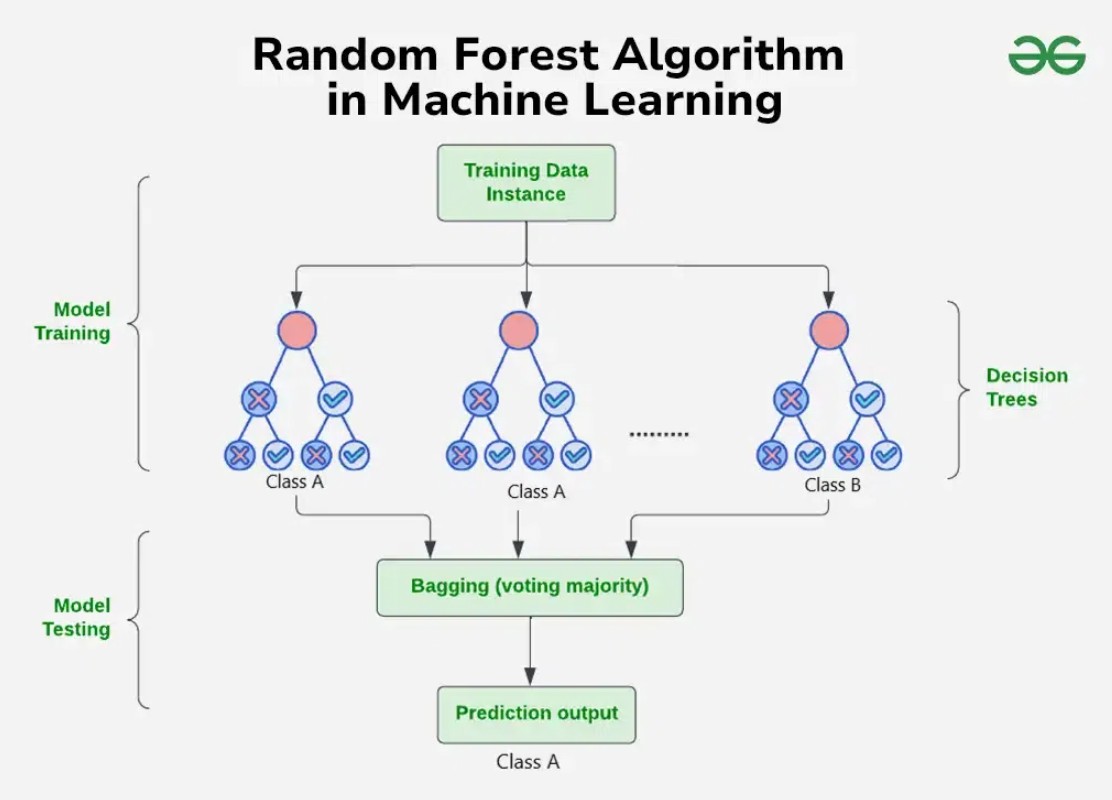 Random Forest Algorithm
in Machine Learning
Training Data
Instance
Model
Training
Decision
Trees
Class A
Class A
.........
Class B
Bagging (voting majority)
Model
Testing
Prediction output
Class A